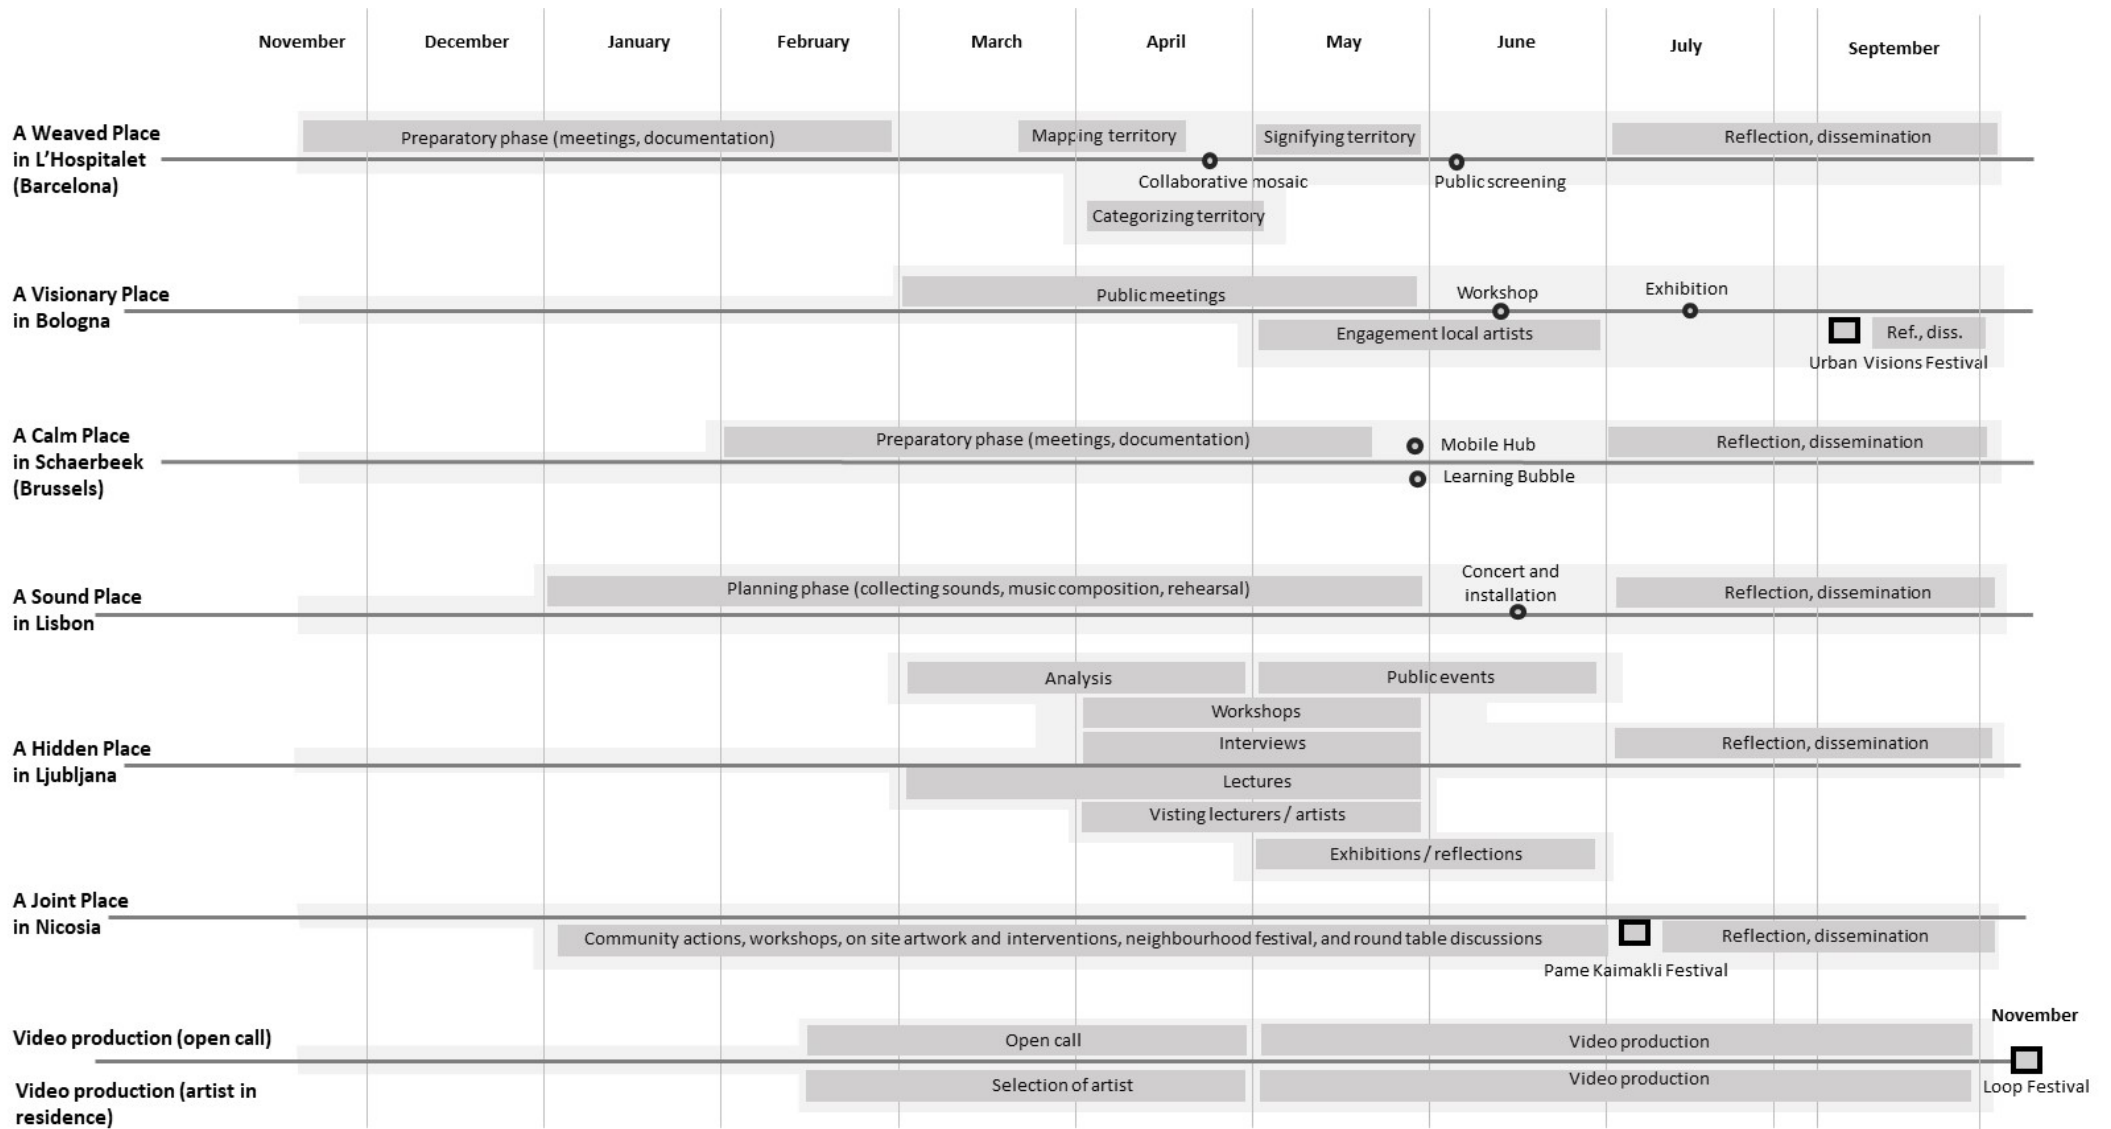 November December January February March April May June July September
A Weaved Place
in L'Hospitalet
(Barcelona)
Preparatory phase (meetings, documentation)
Mapping territory
Signifying territory
Reflection, dissemination
Collaborative mosaic
Public screening
Categorizing territory
A Visionary Place
in Bologna
Public meetings
Workshop
Exhibition
Engagement local artists
Ref., diss.
Urban Visions Festival
A Calm Place
in Schaerbeek
(Brussels)
Preparatory phase (meetings, documentation)
Mobile Hub
Learning Bubble
Reflection, dissemination
A Sound Place
in Lisbon
Planning phase (collecting sounds, music composition, rehearsal)
Concert and
installation
Reflection, dissemination
A Hidden Place
in Ljubljana
Analysis
Public events
Workshops
Interviews
Reflection, dissemination
Lectures
Visting lecturers / artists
Exhibitions / reflections
A Joint Place
in Nicosia
Community actions, workshops, on site artwork and interventions, neighbourhood festival, and round table discussions
Reflection, dissemination
Pame Kaimakli Festival
Video production (open call)
Open call
Video production
November
Video production (artist in
residence)
Selection of artist
Video production
Loop Festival